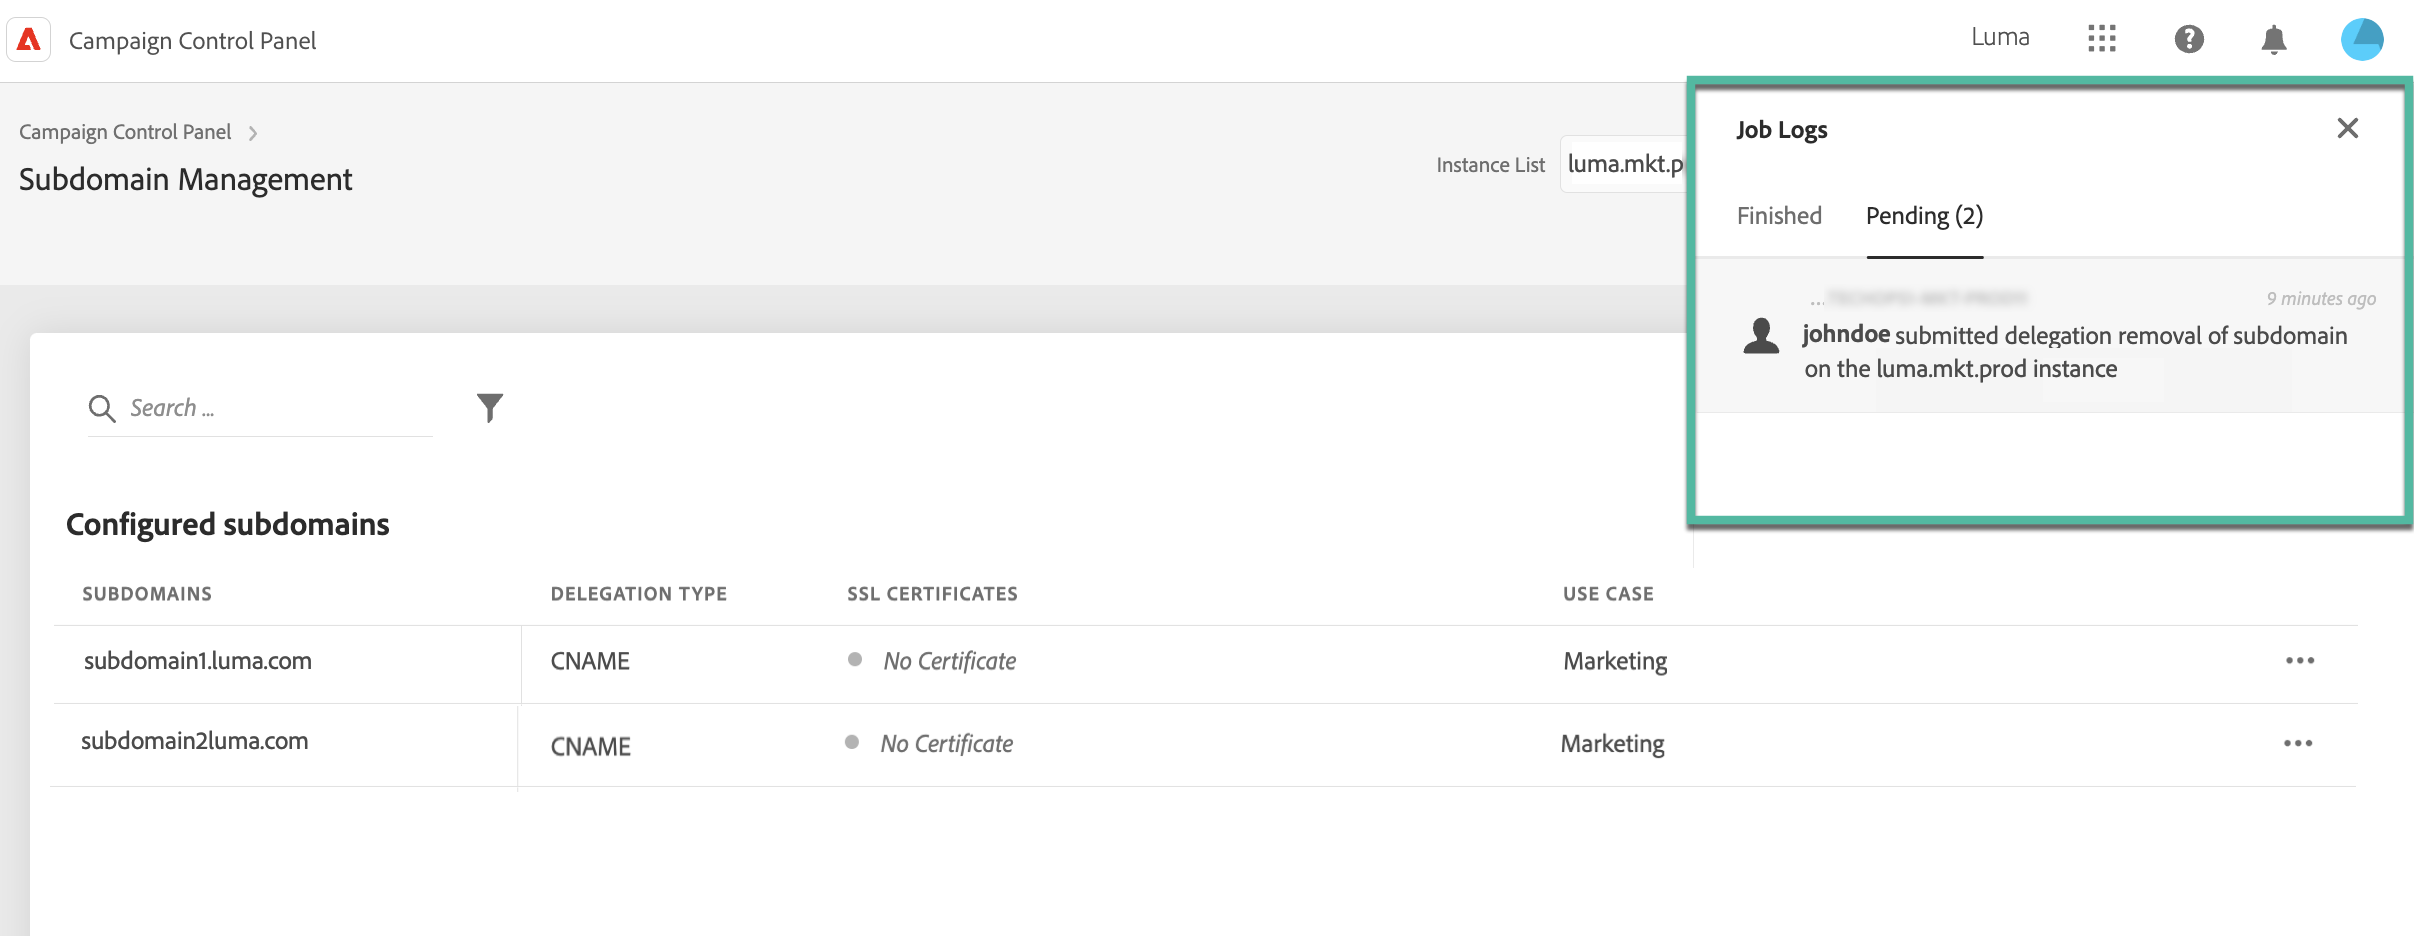 Campaign Control Panel
Luma
Campaign Control Panel
Subdomain Management
Instance List
luma.mkt.p
Job Logs
Finished
Pending (2)
...
9 minutes ago
johndoe submitted delegation removal of subdomain
on the luma.mkt.prod instance
Search ...
Configured subdomains
SUBDOMAINS DELEGATION TYPE SSL CERTIFICATES USE CASE
subdomain1.luma.com CNAME No Certificate Marketing
subdomain2luma.com CNAME No Certificate Marketing